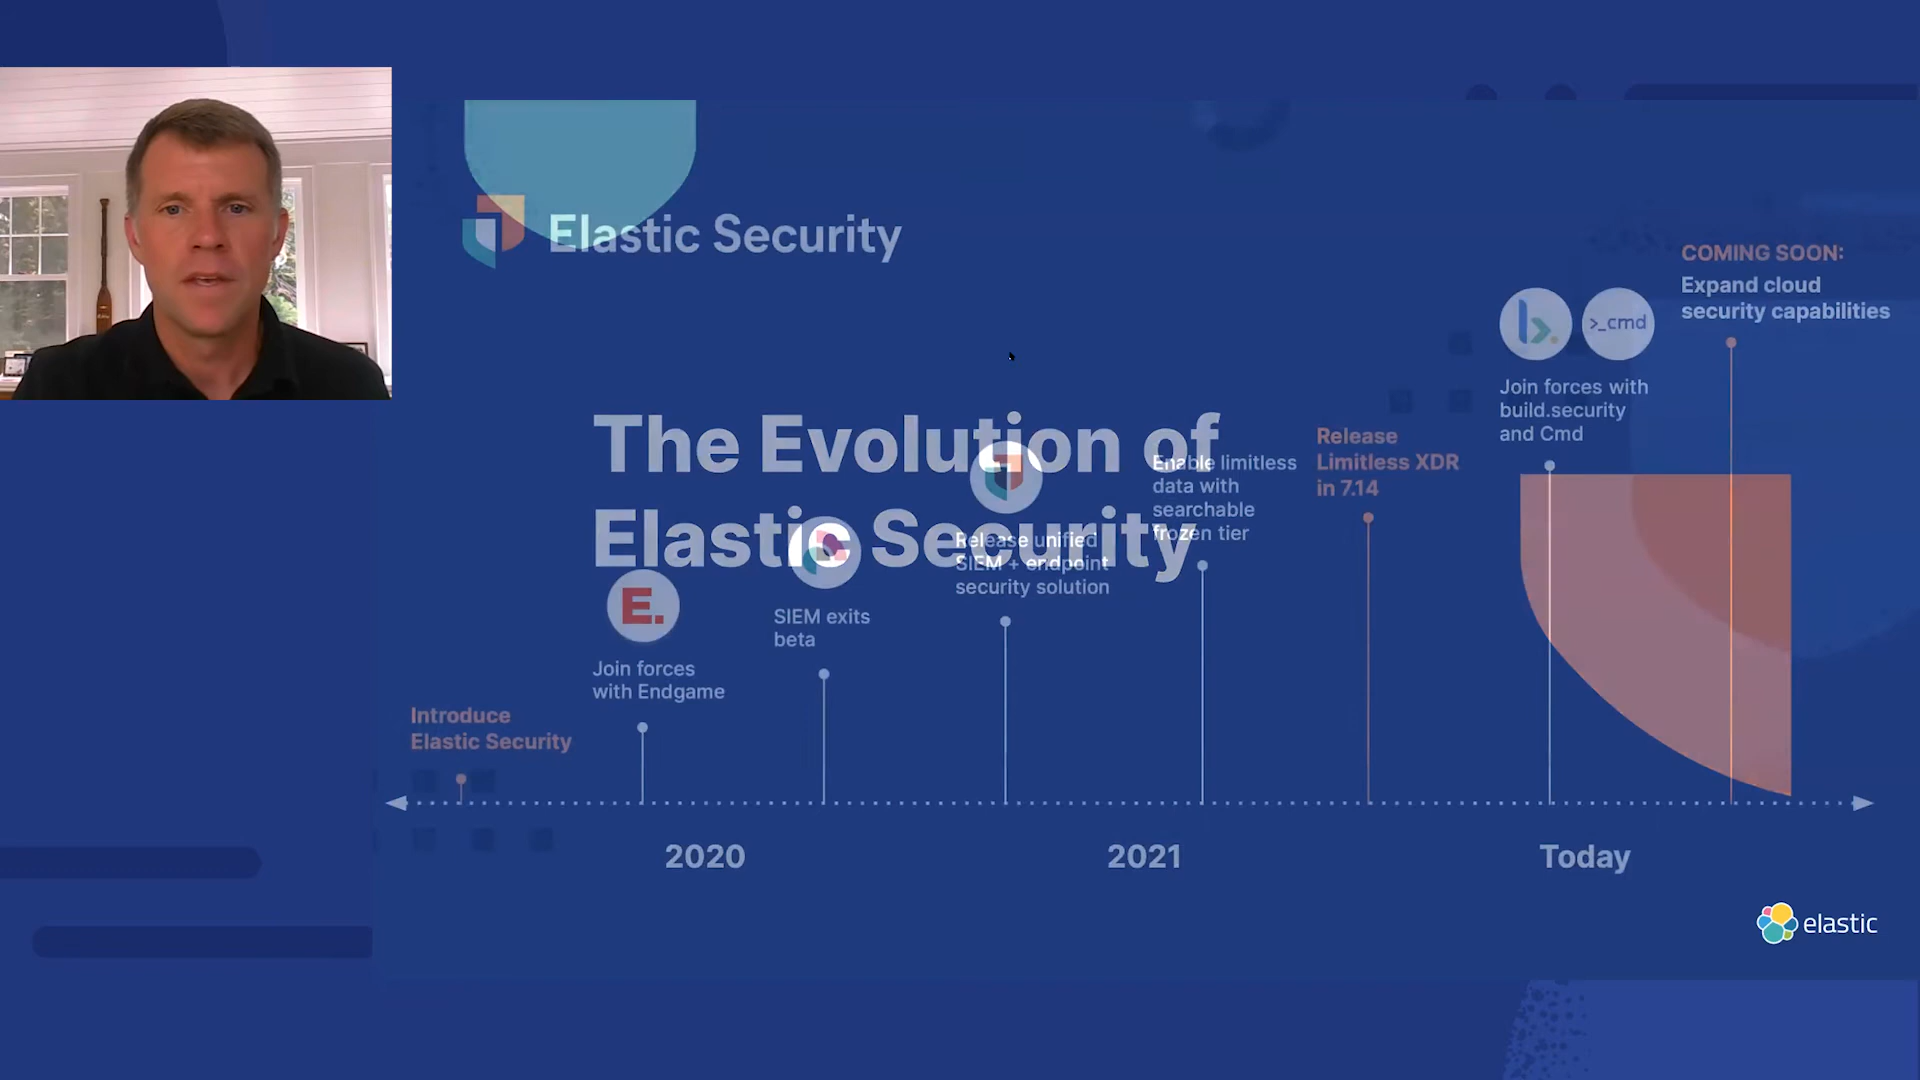 Elastic Security
The Evolution of
Elastic Security
Introduce
Elastic Security
E.
Join forces
with Endgame
SIEM exits
beta
Release unified
SIEM + endpoint
security solution
Enable limitless
data with
searchable
frozen tier
Release
Limitless XDR
in 7.14
>_cmd
Join forces with
build.security
and Cmd
COMING SOON:
Expand cloud
security capabilities
2020
2021
Today
elastic